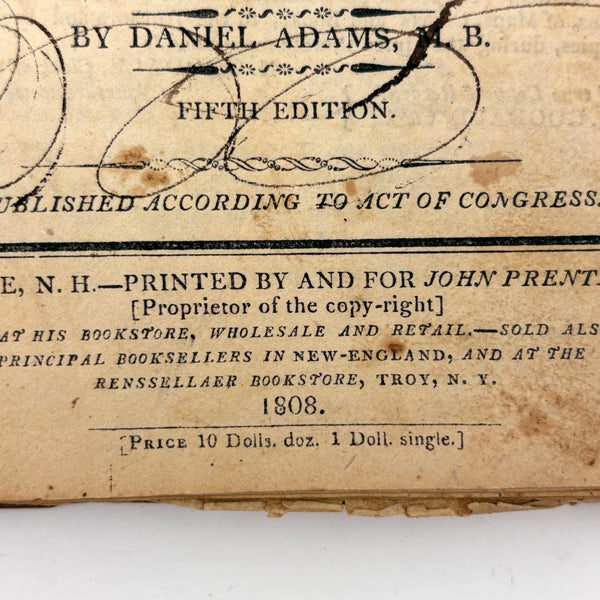 BY DANIEL ADAMS, M. B.
FIFTH EDITION.
UBLISHED ACCORDING TO ACT OF CONGRESS.
E, N. H.—PRINTED BY AND FOR JOHN PRENT
[Proprietor of the copy-right]
AT HIS BOOKSTORE, WHOLESALE AND RETAIL.—SOLD ALS
PRINCIPAL BOOKSELLERS IN NEW-ENGLAND, AND AT THE
RENSSELLAER BOOKSTORE, TROY, N. Y.
1808.
[PRICE 10 Dolls. doz. 1 Doll. single.]